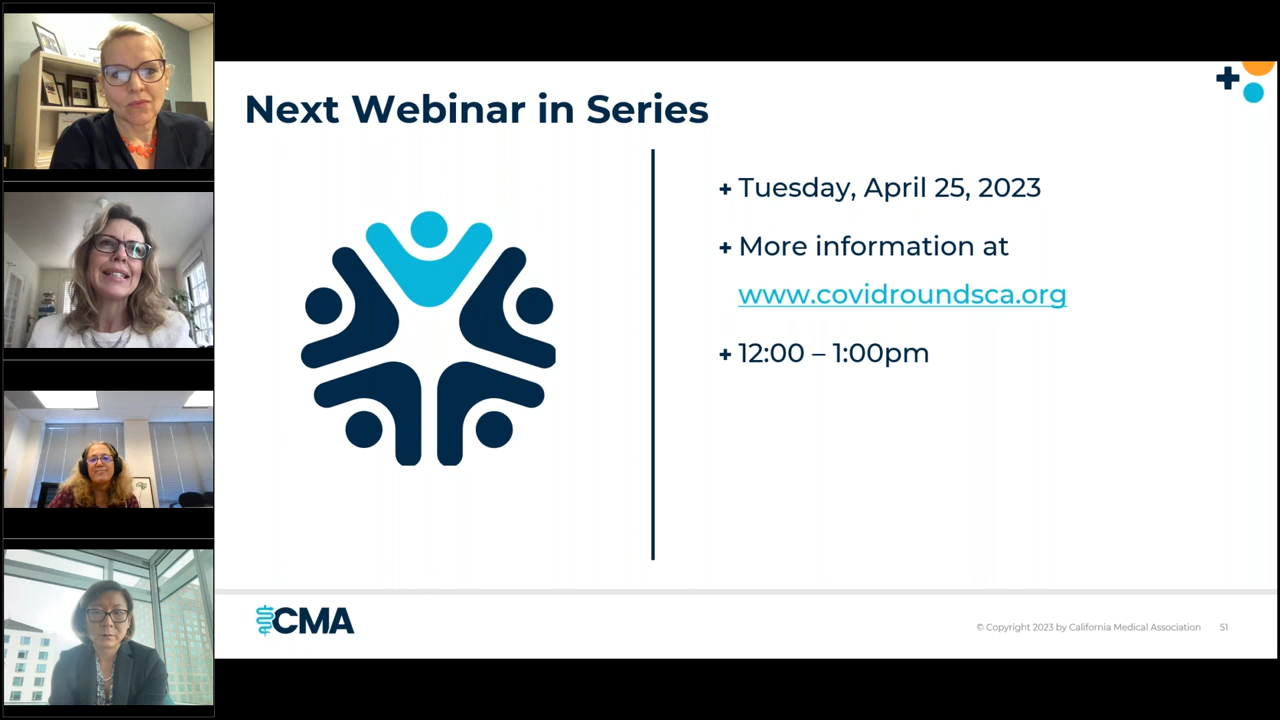 Next Webinar in Series
+ Tuesday, April 25, 2023
+ More information at
www.covidroundsca.org
+ 12:00 – 1:00pm
CMA
© Copyright 2023 by California Medical Association 51